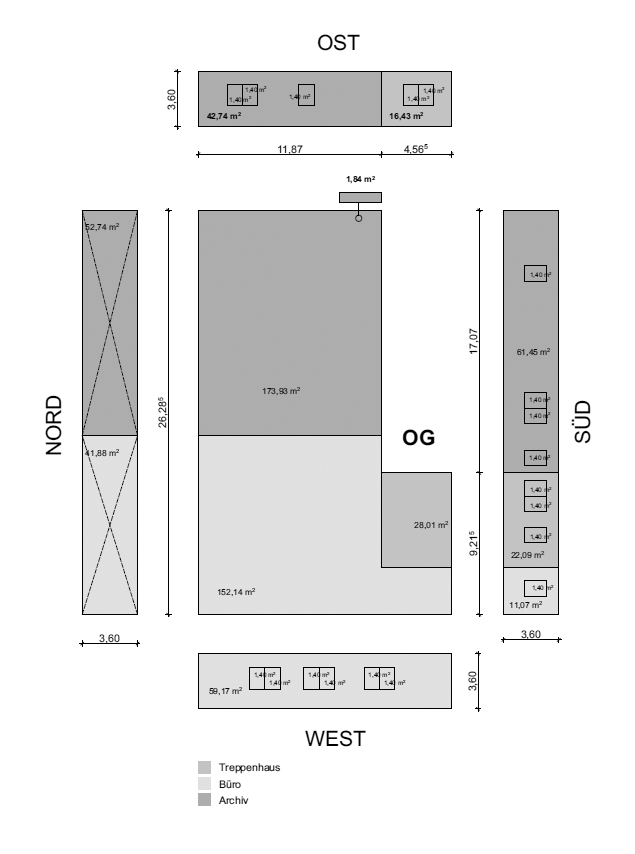 OST
3,60
1,40 m²
1,40 m²
1,40 m²
42,74 m²
1,40 m²
1,40 m²
16,43 m²
11,87
4,56⁵
1,84 m²
52,74 m²
41,88 m²
NORD
3,60
26,28⁵
173,93 m²
OG
28,01 m²
152,14 m²
17,07
9,21⁵
1,40 m²
61,45 m²
1,40 m²
1,40 m²
1,40 m²
1,40 m²
1,40 m²
1,40 m²
22,09 m²
1,40 m²
11,07 m²
SÜD
3,60
1,40 m²
1,40 m²
1,40 m²
1,40 m²
1,40 m²
1,40 m²
59,17 m²
3,60
WEST
Treppenhaus
Büro
Archiv